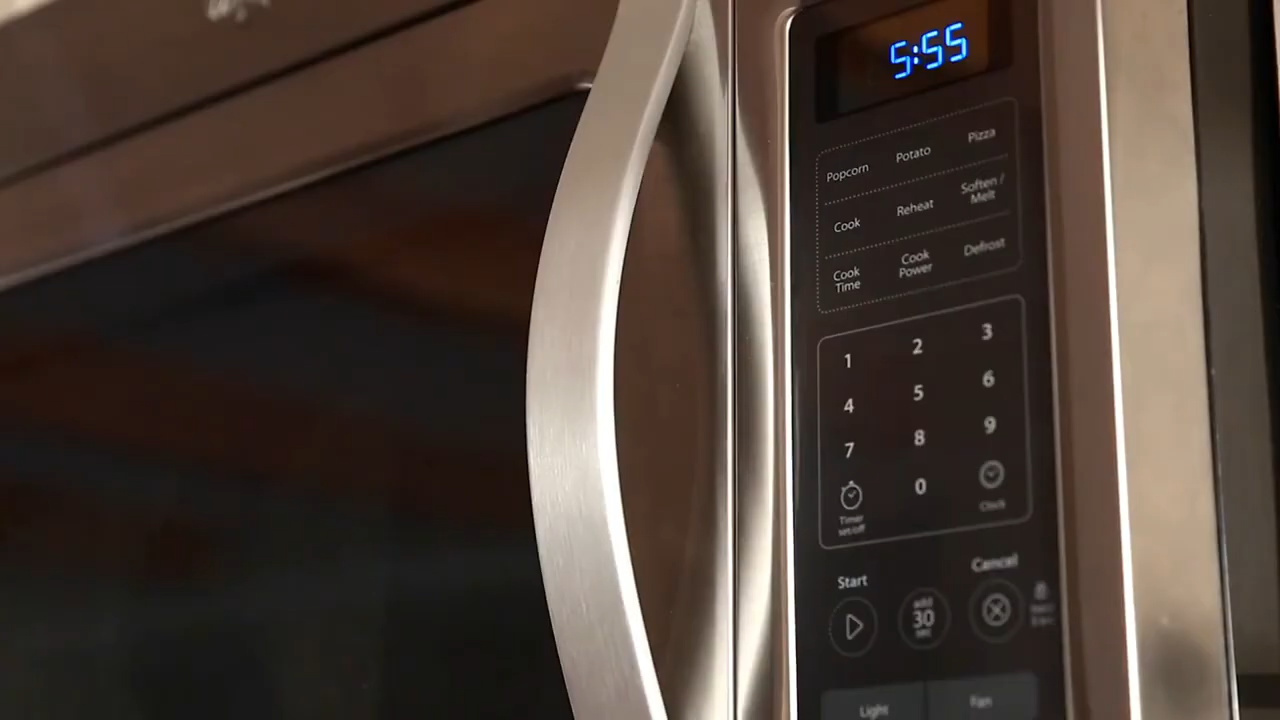 5:55
Popcorn Potato Pizza
Cook Reheat Soften /
Melt
Cook
Time
Cook
Power
Defrost
1 2 3
4 5 6
7 8 9
0
Timer
set/off
Clock
Start Cancel
add
30
sec
Light Fan